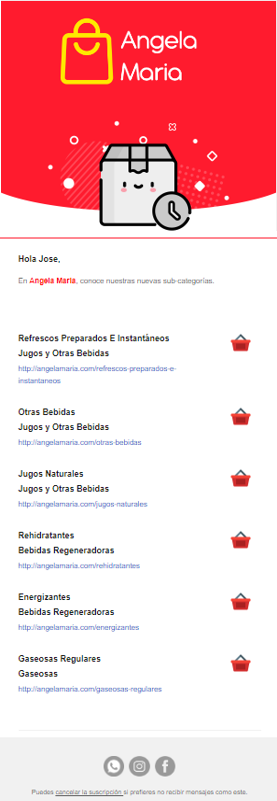 Angela
Maria
Hola Jose,
En Angela Maria, conoce nuestras nuevas sub-categorías.
Refrescos Preparados E Instantáneos
Jugos y Otras Bebidas
http://angelamaria.com/refrescos-preparados-e-
instantaneos
Otras Bebidas
Jugos y Otras Bebidas
http://angelamaria.com/otras-bebidas
Jugos Naturales
Jugos y Otras Bebidas
http://angelamaria.com/jugos-naturales
Rehidratantes
Bebidas Regeneradoras
http://angelamaria.com/rehidratantes
Energizantes
Bebidas Regeneradoras
http://angelamaria.com/energizantes
Gaseosas Regulares
Gaseosas
http://angelamaria.com/gaseosas-regulares
Puedes cancelar la suscripción si prefieres no recibir mensajes como este.